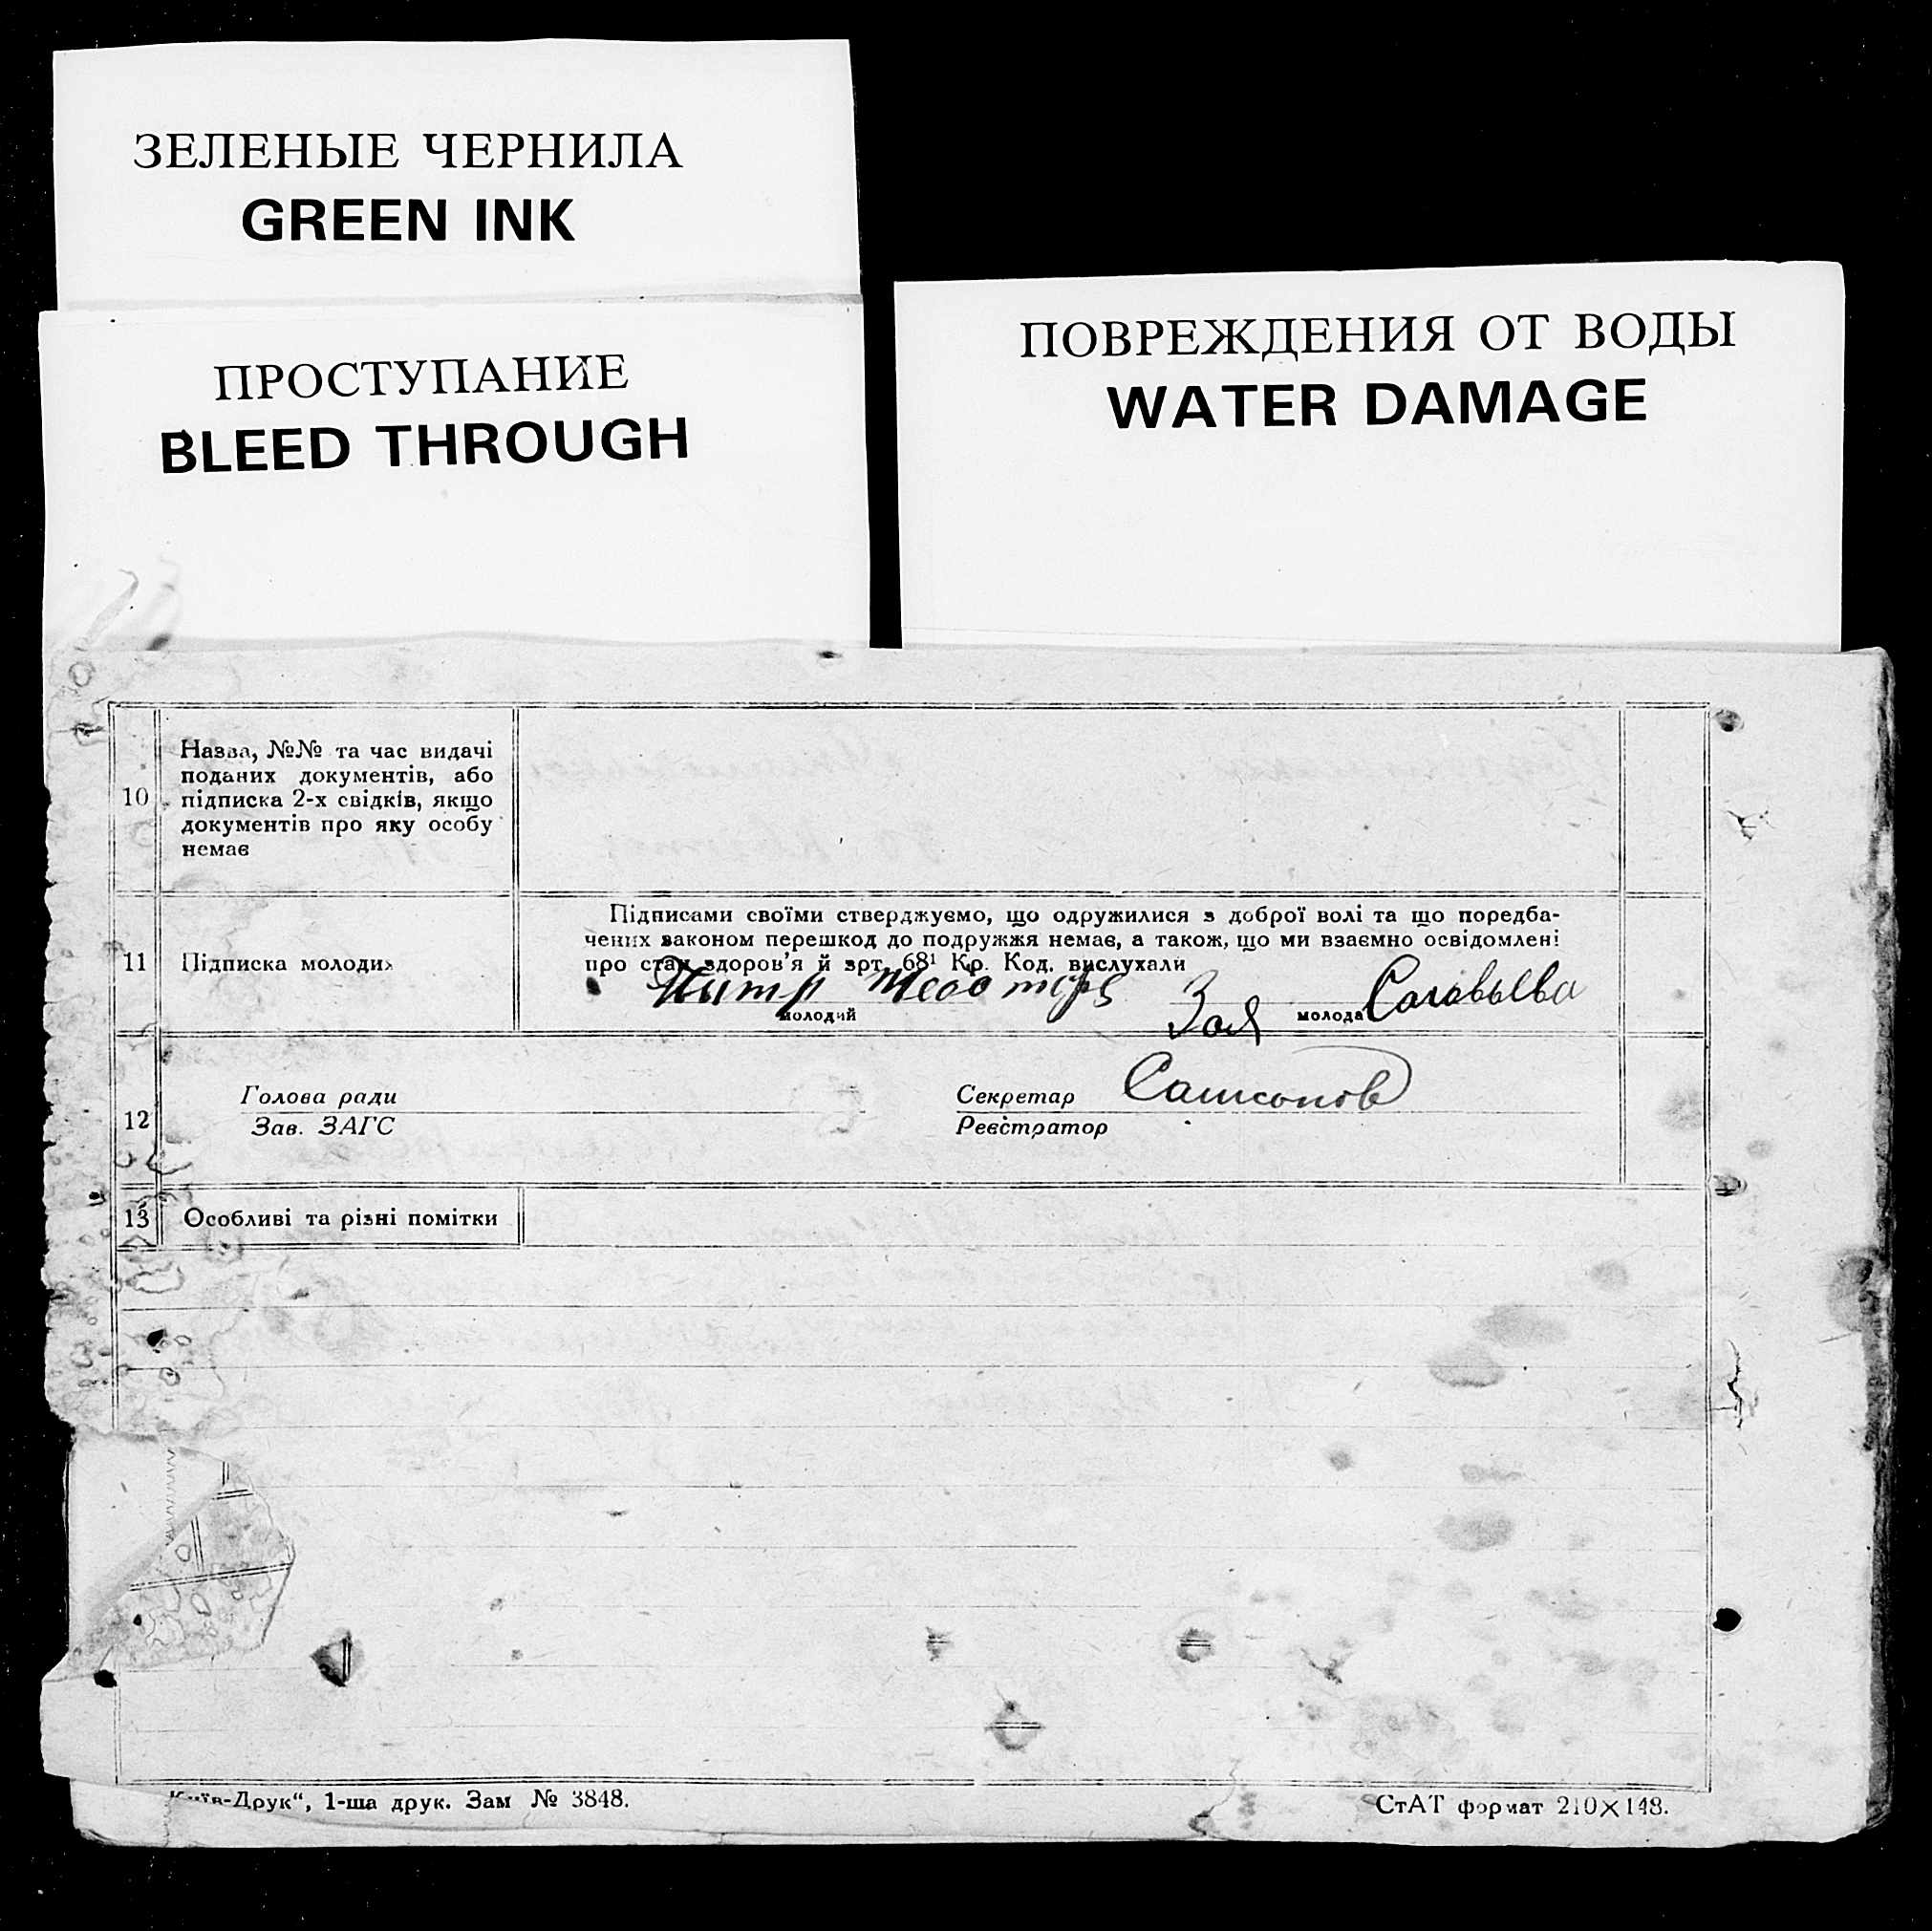 ЗЕЛЕНЫЕ ЧЕРНИЛА
GREEN INK
ПРОСТУПАНИЕ
BLEED THROUGH
ПОВРЕЖДЕНИЯ ОТ ВОДЫ
WATER DAMAGE
10
Назва, №№ та час видачі
поданих документів, або
підписка 2-х свідків, якщо
документів про яку особу
немає
11
Підписка молодих
Підписами своїми стверджуємо, що одружилися з доброї волі та що поредба-
чених законом перешкод до подружжя немає, а також, що ми взаємно освідомлені
про стан здоров'я й арт. 68¹ Кр. Код. вислухали
молодий
Зоя Соловьева
молода
12
Голова ради
Зав. ЗАГС
Секретар
Реєстратор
13
Особливі та різні помітки
Київ-Друк“, 1-ша друк. Зам № 3848.
СтАТ формат 210×148.